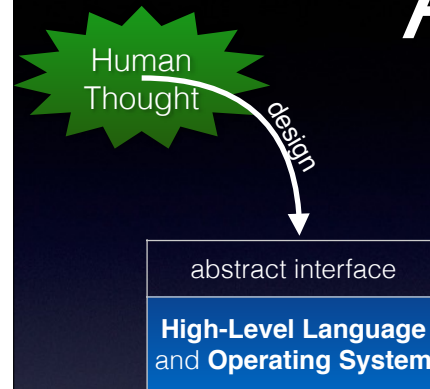 Human
Thought
design
abstract interface
High-Level Language
and Operating System